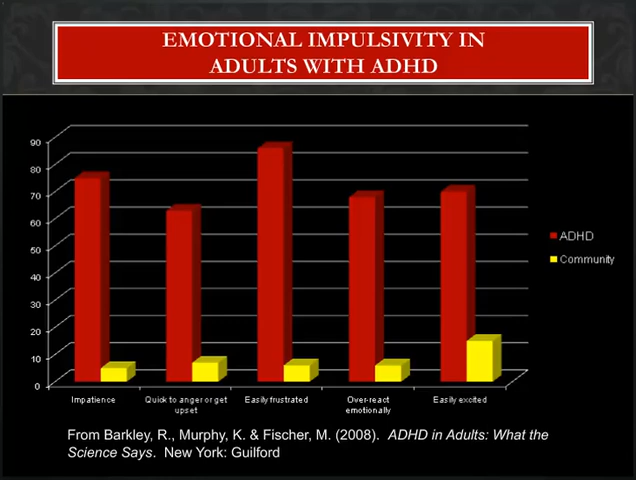 EMOTIONAL IMPULSIVITY IN
ADULTS WITH ADHD
90
80
70
60
50
40
30
20
10
0
Impatience
Quick to anger or get
upset
Easily frustrated
Over-react
emotionally
Easily excited
ADHD
Community
From Barkley, R., Murphy, K. & Fischer, M. (2008). ADHD in Adults: What the
Science Says. New York: Guilford